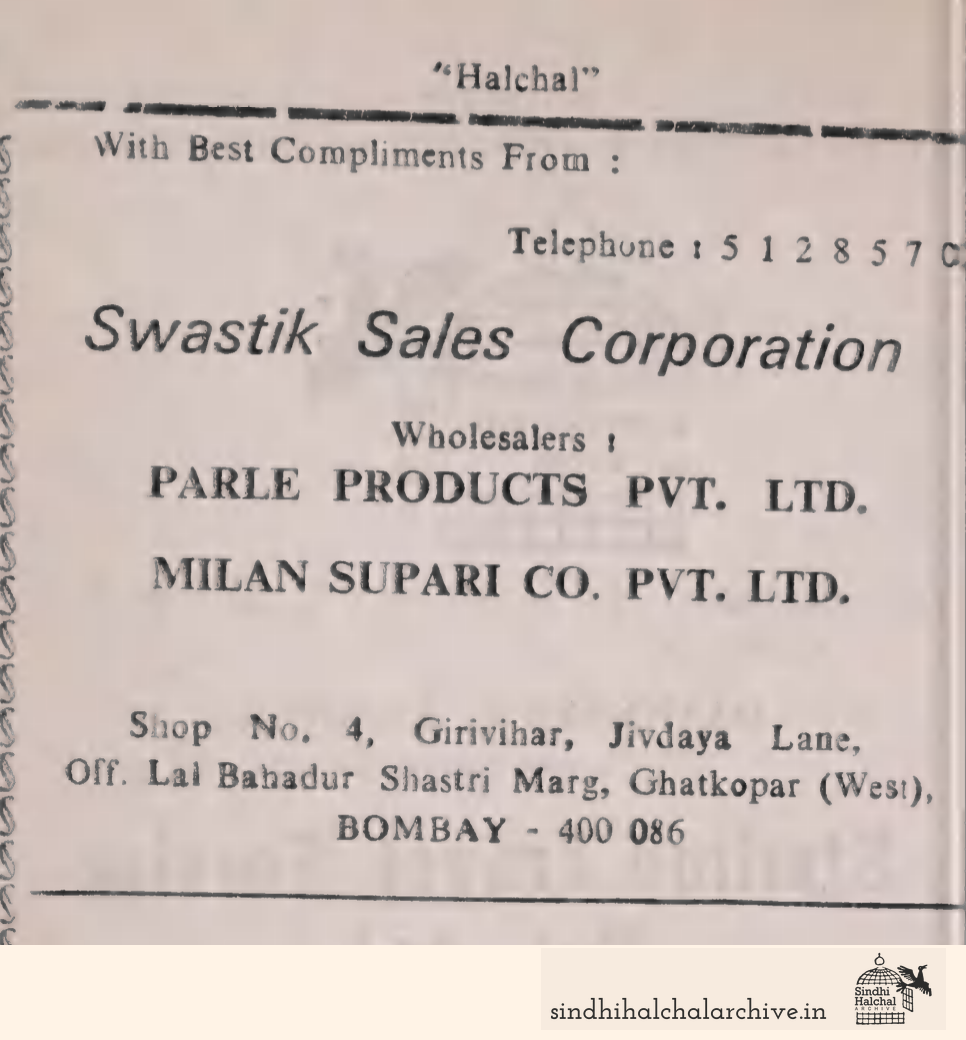 "Halchal"
With Best Compliments From :
Telephone : 5 1 2 8 5 7
Swastik Sales Corporation
Wholesalers :
PARLE PRODUCTS PVT. LTD.
MILAN SUPARI CO. PVT. LTD.
Shop No. 4, Girivihar, Jivdaya Lane,
Off. Lal Bahadur Shastri Marg, Ghatkopar (West),
BOMBAY - 400 086
sindhihalchalarchive.in
Sindhi
Halchal
ARCHIVE